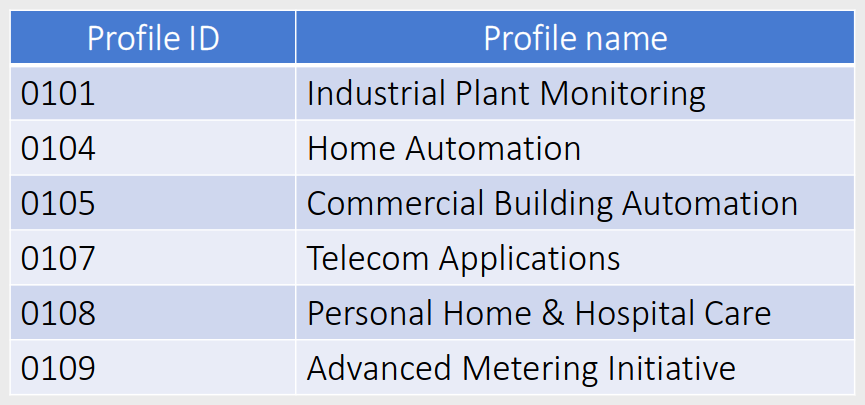 Profile ID Profile name
0101 Industrial Plant Monitoring
0104 Home Automation
0105 Commercial Building Automation
0107 Telecom Applications
0108 Personal Home & Hospital Care
0109 Advanced Metering Initiative